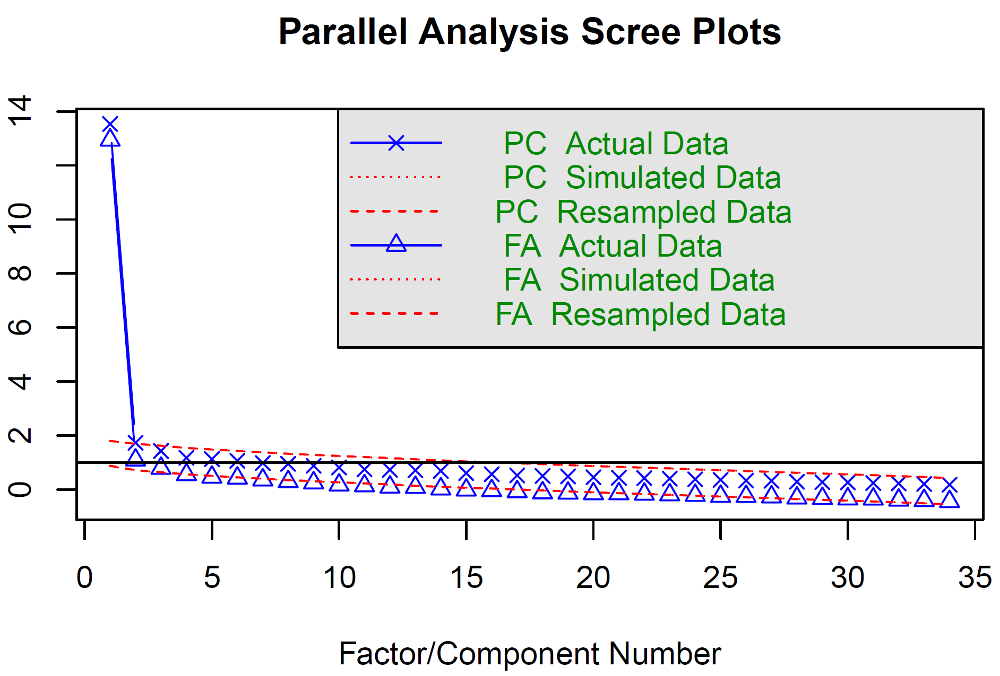 Parallel Analysis Scree Plots
PC Actual Data
PC Simulated Data
PC Resampled Data
FA Actual Data
FA Simulated Data
FA Resampled Data
14
10
8
6
4
2
0
0 5 10 15 20 25 30 35
Factor/Component Number